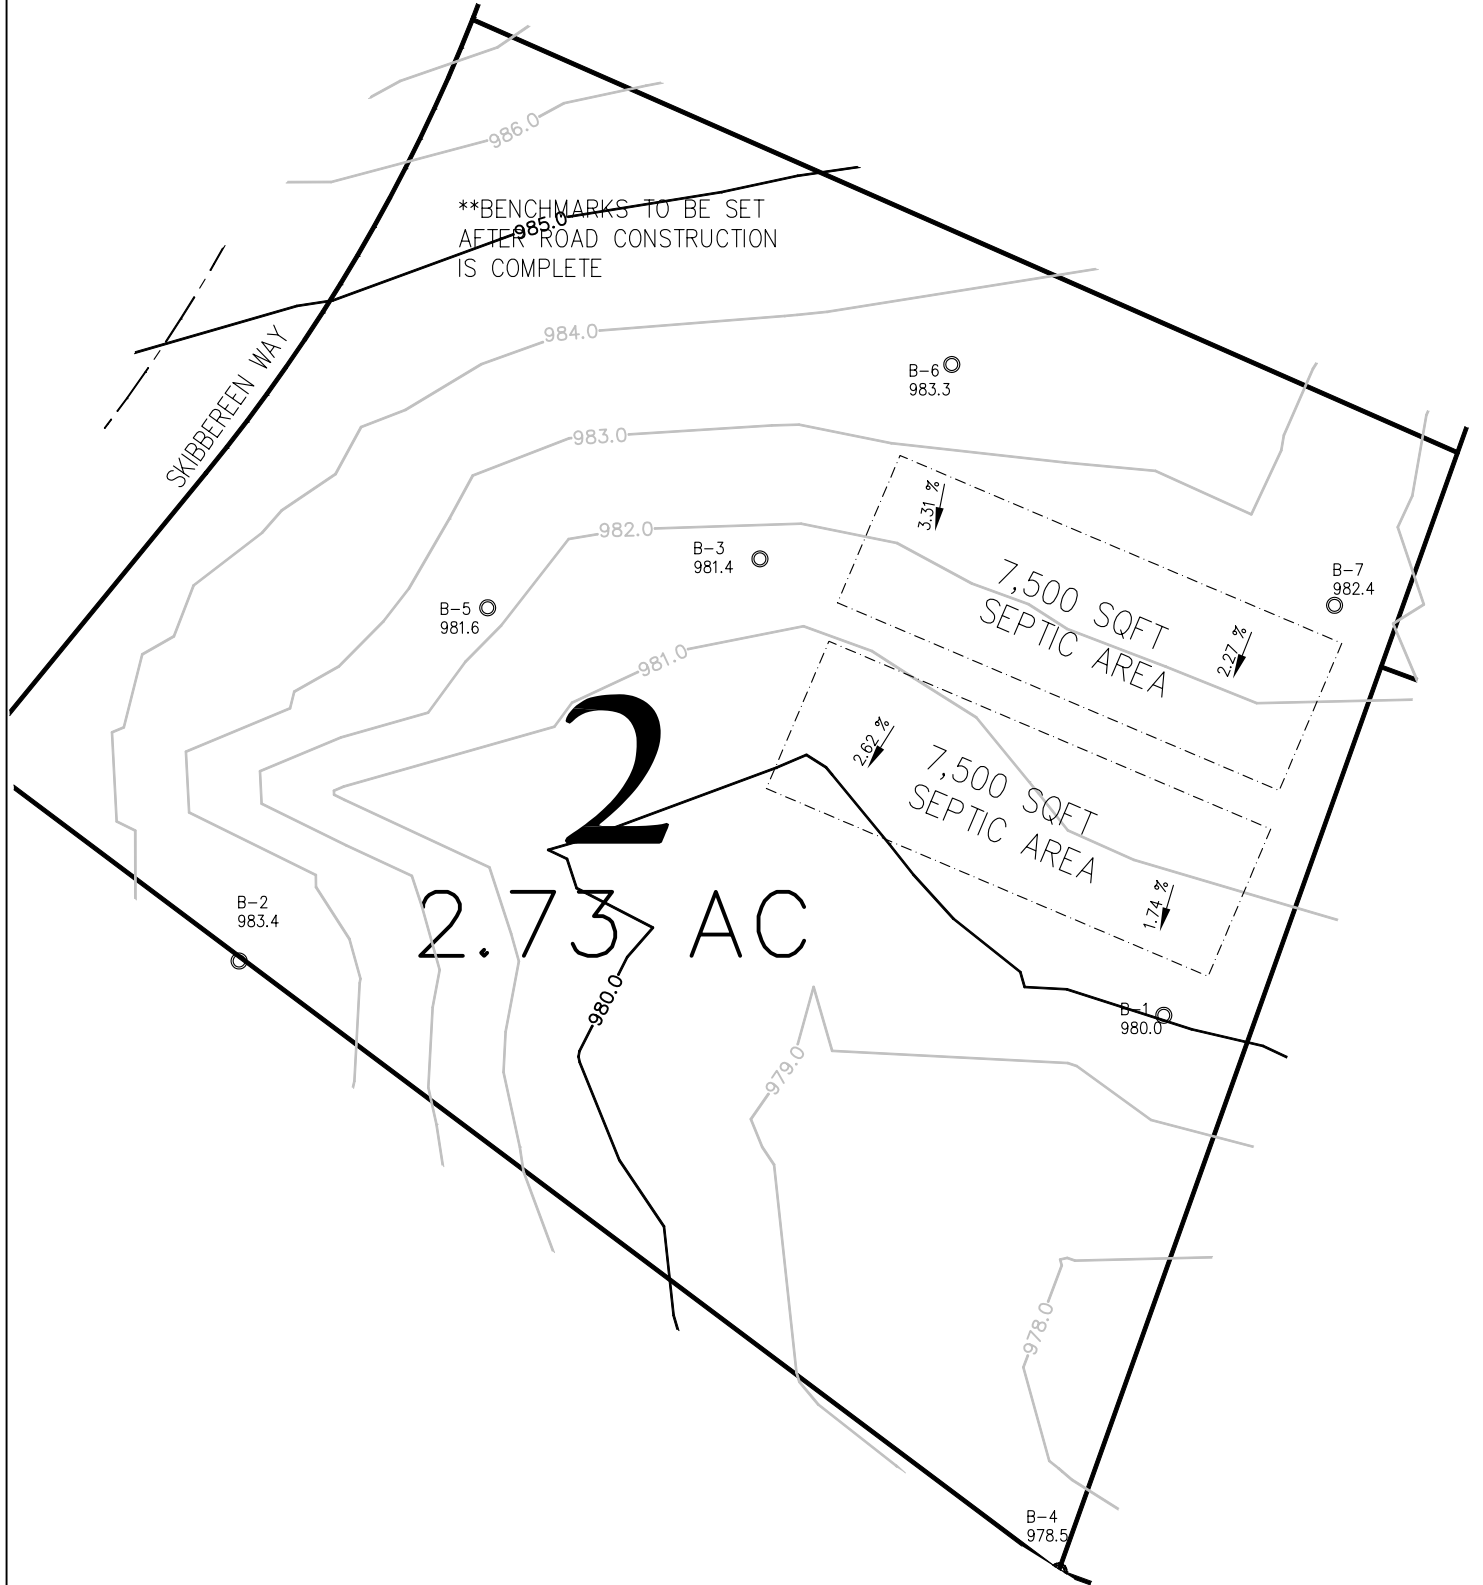 986.0
**BENCHMARKS TO BE SET
985.0
AFTER ROAD CONSTRUCTION
IS COMPLETE
SKIBBEREEN WAY
984.0
B-6
983.3
983.0
3.31 %
982.0
B-3
981.4
7,500 SQFT
SEPTIC AREA
B-7
982.4
B-5
981.6
2.27 %
981.0
2
2.62 %
7,500 SQFT
SEPTIC AREA
B-2
983.4
2.73 AC
1.74 %
980.0
B-1
980.0
979.0
978.0
B-4
978.5